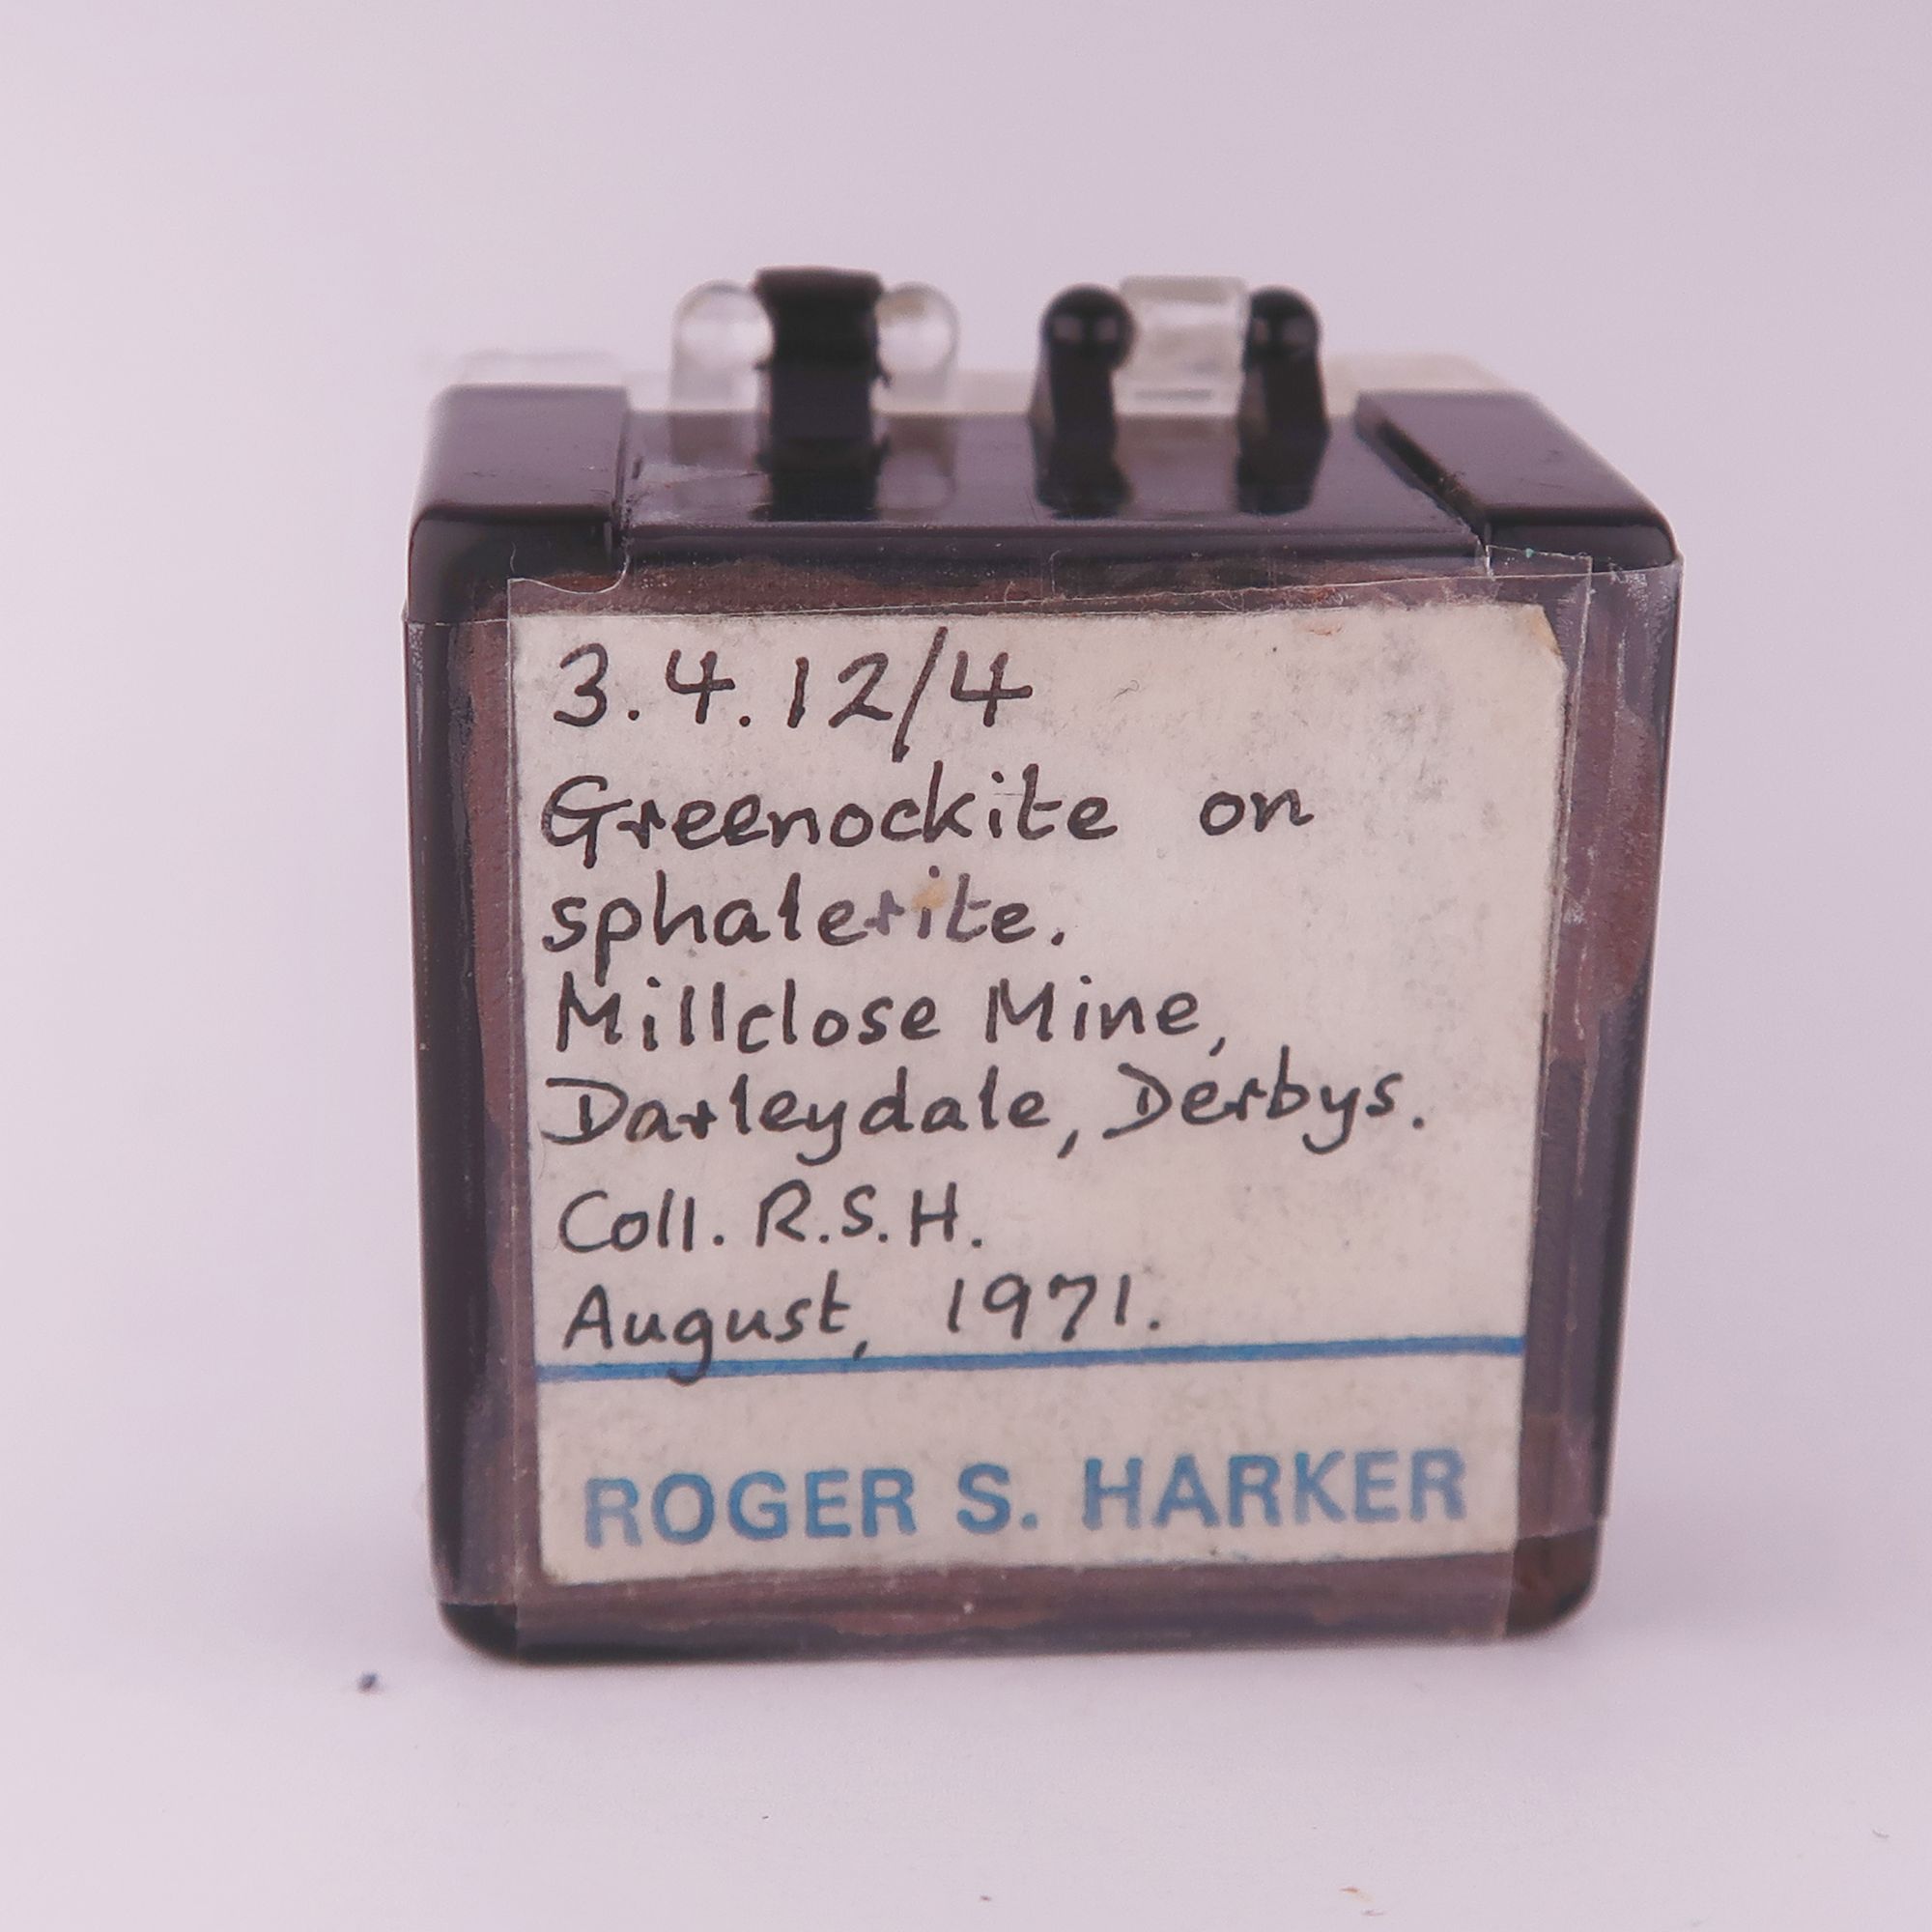 3.4.12/4
Greenockite on
sphalerite.
Millclose Mine,
Darleydale, Derbys.
Coll. R.S.H.
August, 1971.
ROGER S. HARKER